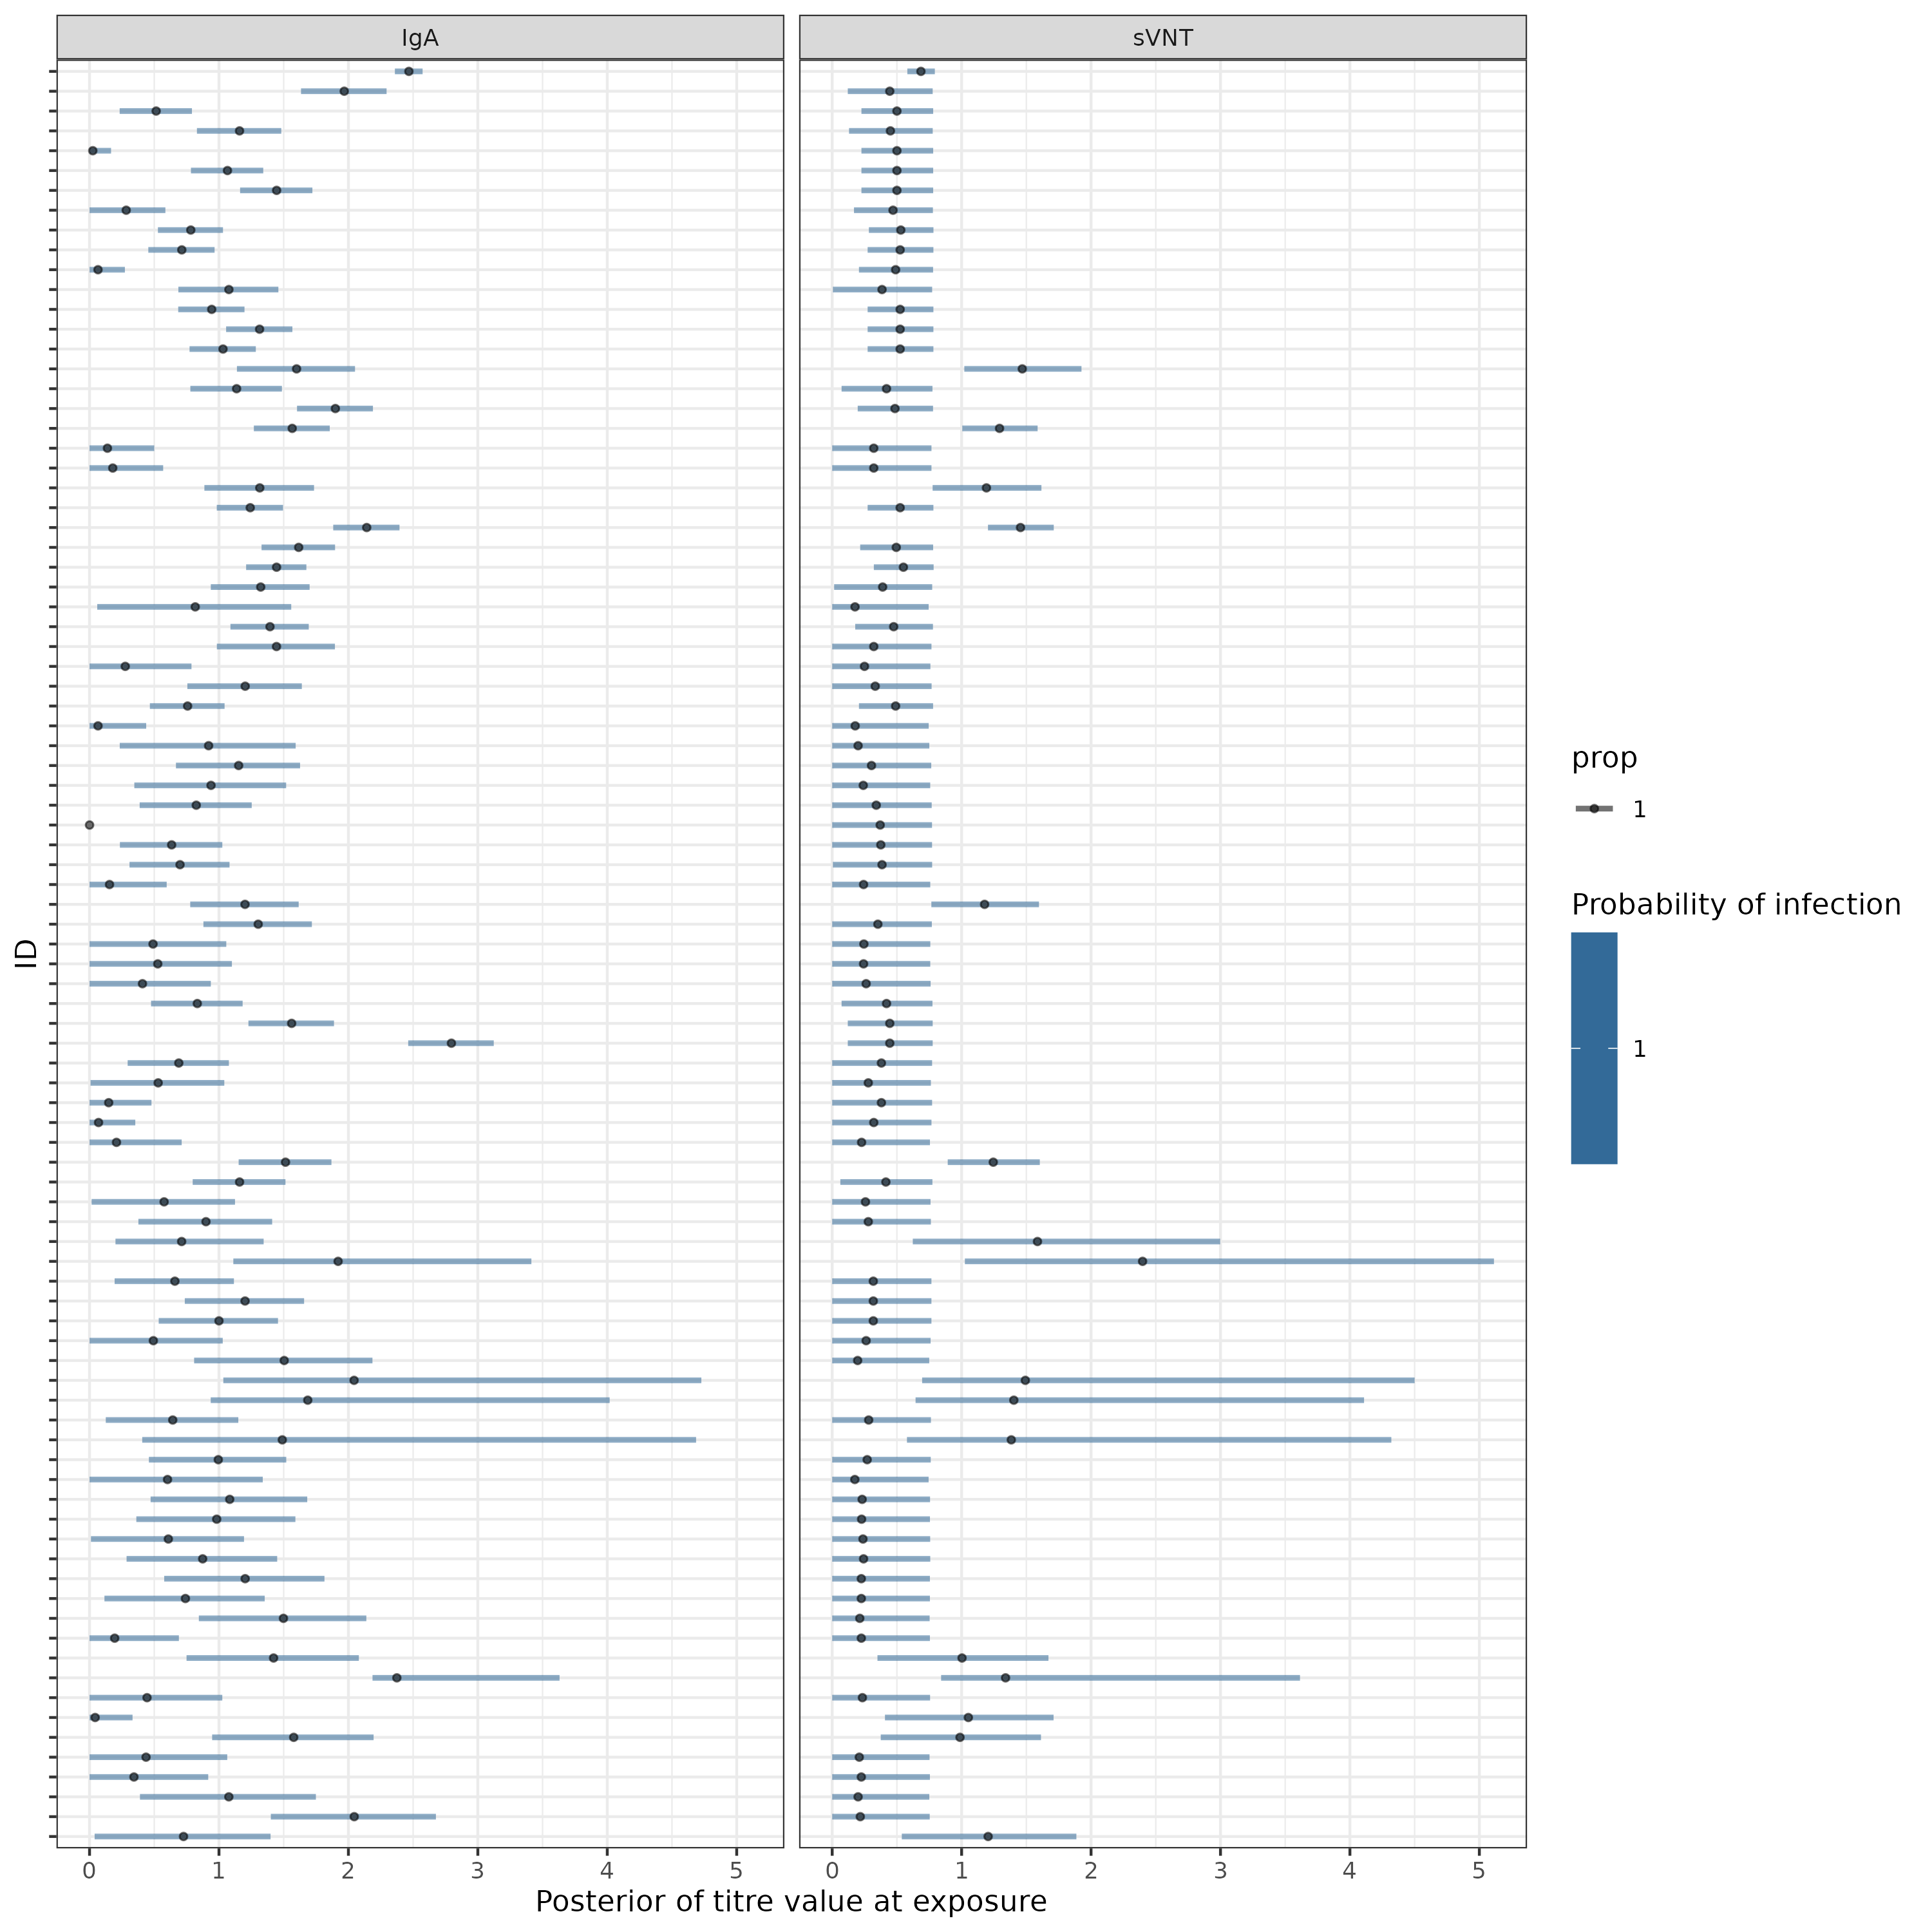 IgA
sVNT
ID
0 1 2 3 4 5
0 1 2 3 4 5
Posterior of titre value at exposure
prop
1
Probability of infection
1